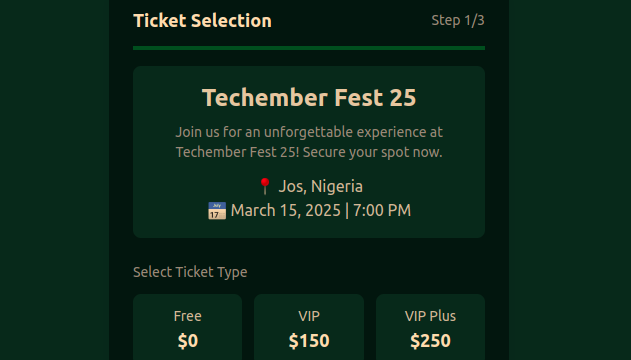 Ticket Selection
Step 1/3
Techember Fest 25
Join us for an unforgettable experience at
Techember Fest 25! Secure your spot now.
📍 Jos, Nigeria
📅 March 15, 2025 | 7:00 PM
Select Ticket Type
Free
$0
VIP
$150
VIP Plus
$250